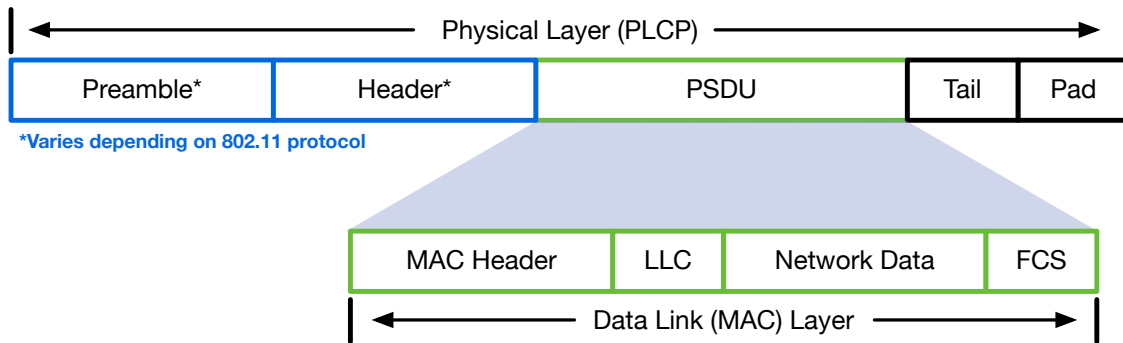 Physical Layer (PLCP)
Preamble* Header* PSDU Tail Pad
*Varies depending on 802.11 protocol
MAC Header LLC Network Data FCS
Data Link (MAC) Layer